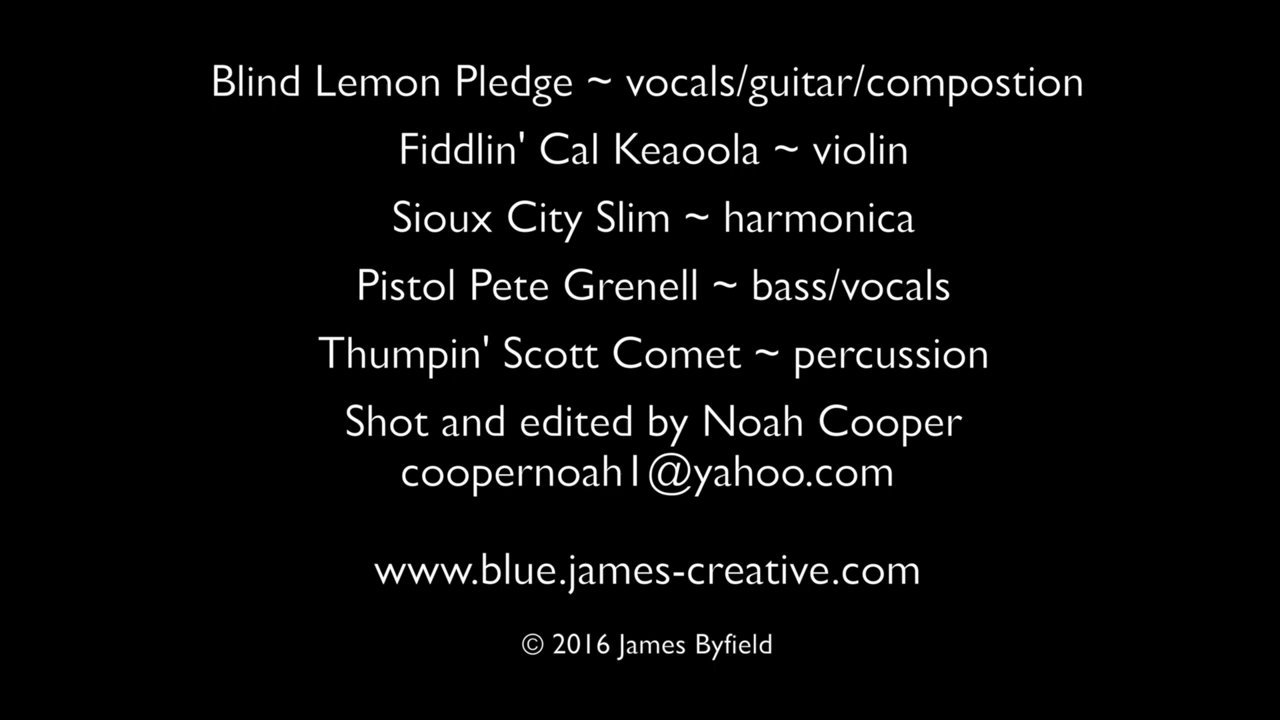 Blind Lemon Pledge ~ vocals/guitar/compostion
Fiddlin' Cal Keaoola ~ violin
Sioux City Slim ~ harmonica
Pistol Pete Grenell ~ bass/vocals
Thumpin' Scott Comet ~ percussion
Shot and edited by Noah Cooper
coopernoah1@yahoo.com
www.blue.james-creative.com
© 2016 James Byfield